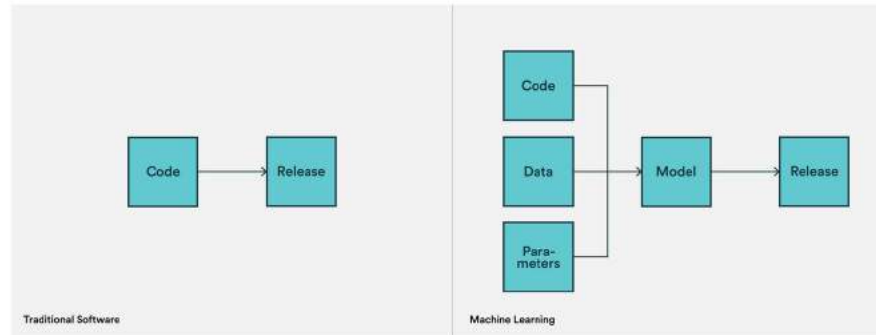 Code
Release
Traditional Software
Code
Data
Para-
meters
Model
Release
Machine Learning